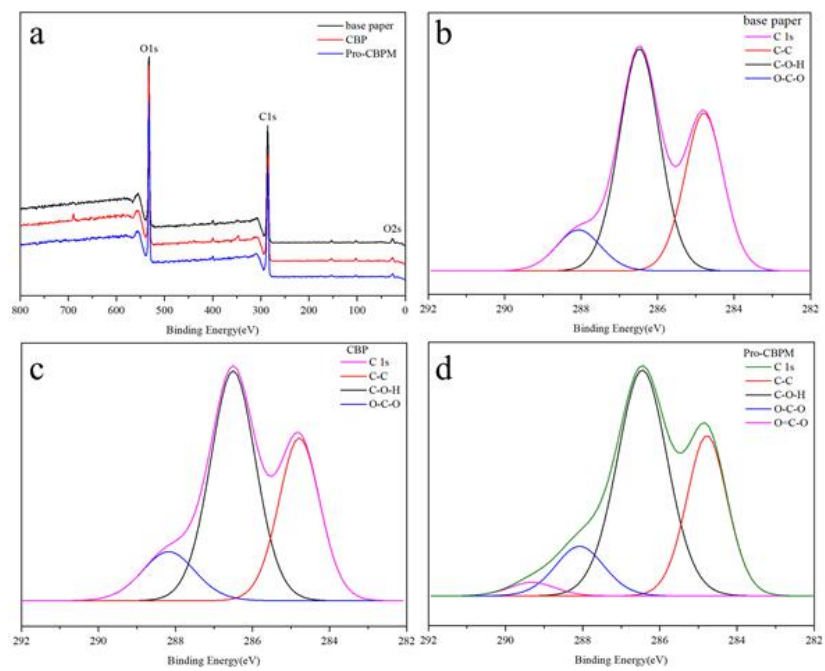 a
base paper
CBP
Pro-CBPM
O1s
C1s
O2s
800 700 600 500 400 300 200 100 0
Binding Energy(eV)
b
base paper
C 1s
C-C
C-O-H
O-C-O
292 290 288 286 284 282
Binding Energy(eV)
c
CBP
C 1s
C-C
C-O-H
O-C-O
292 290 288 286 284 282
Binding Energy(eV)
d
Pro-CBPM
C 1s
C-C
C-O-H
O-C-O
O=C-O
292 290 288 286 284 282
Binding Energy(eV)